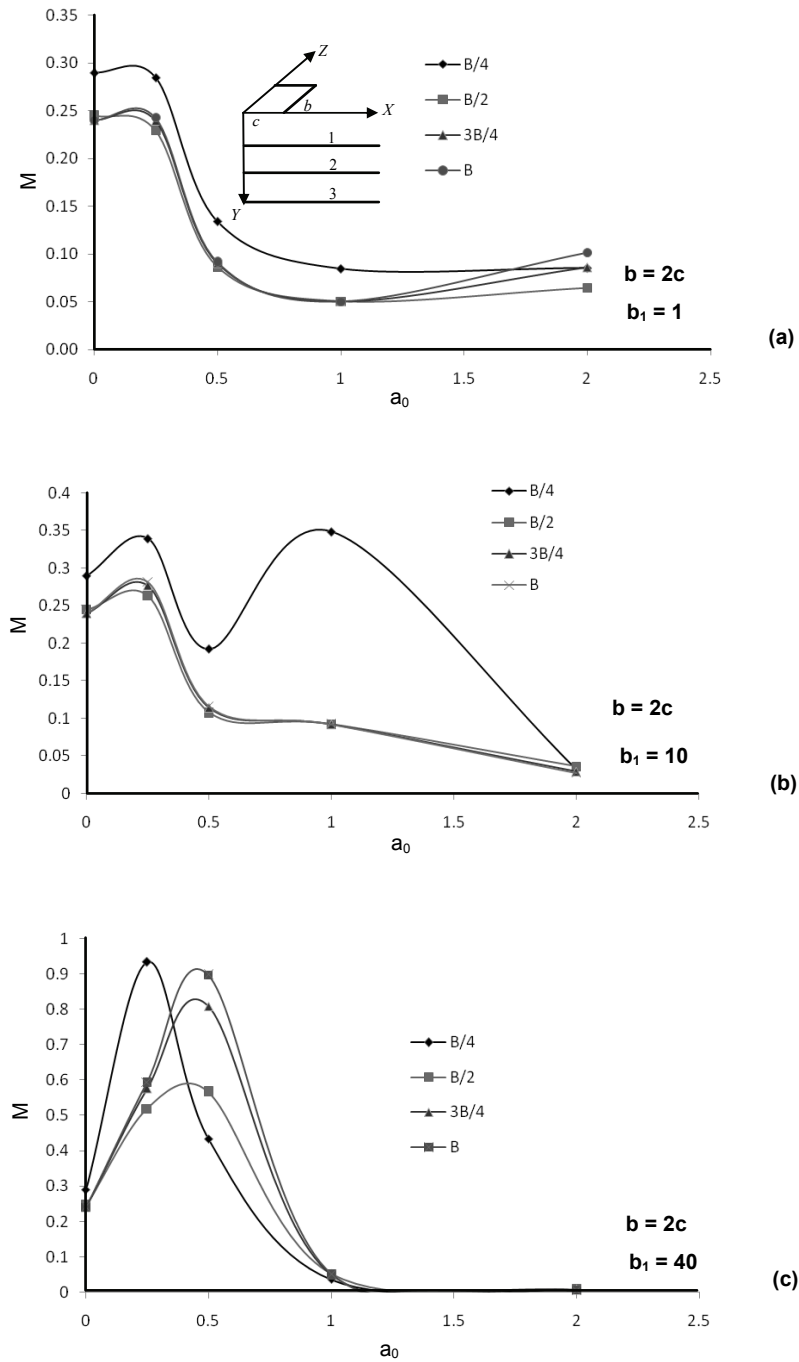 0.35
0.30
0.25
0.20
0.15
0.10
0.05
0.00
M
0 0.5 1 1.5 2 2.5
a₀
Z
b
X
c
1
2
3
Y
B/4
B/2
3B/4
B
b = 2c
b₁ = 1
(a)
0.4
0.35
0.3
0.25
0.2
0.15
0.1
0.05
0
M
0 0.5 1 1.5 2 2.5
a₀
B/4
B/2
3B/4
B
b = 2c
b₁ = 10
(b)
1
0.9
0.8
0.7
0.6
0.5
0.4
0.3
0.2
0.1
0
M
0 0.5 1 1.5 2 2.5
a₀
B/4
B/2
3B/4
B
b = 2c
b₁ = 40
(c)